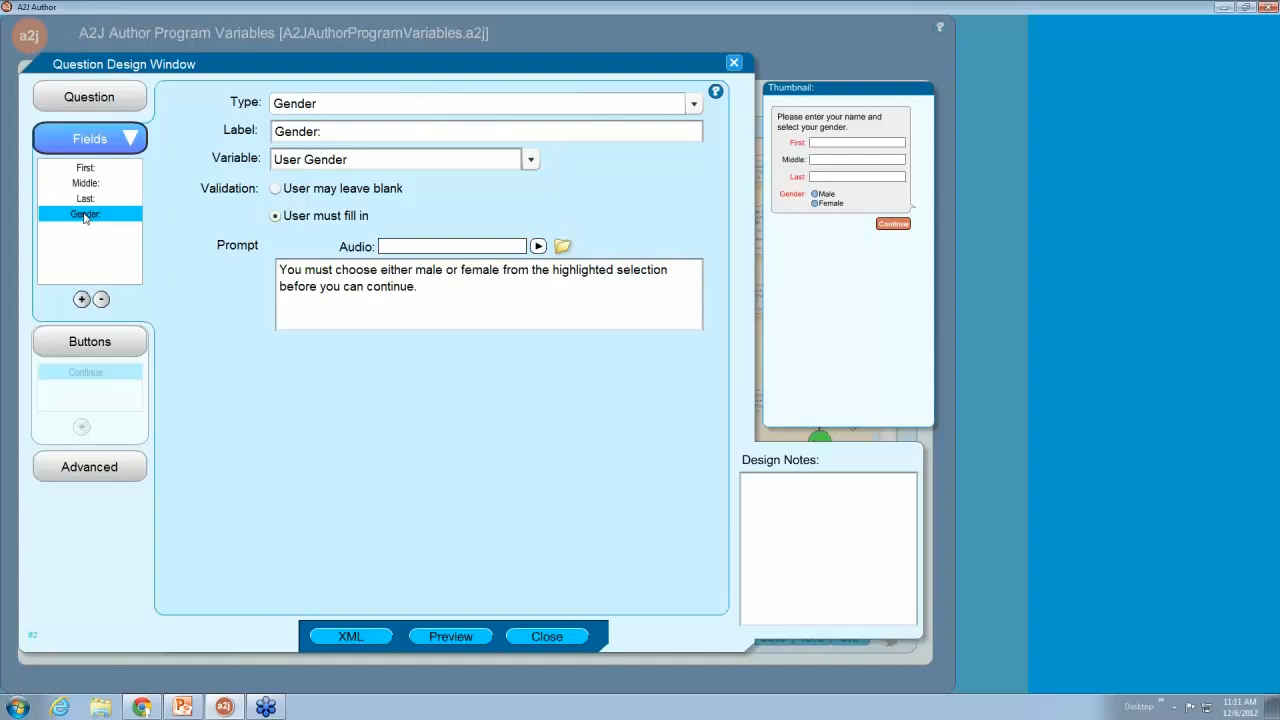 A2J Author
a2j
A2J Author Program Variables [A2JAuthorProgramVariables.a2j]
?
Question Design Window
Question
Fields
First:
Middle:
Last:
Gender:
+ -
Buttons
Continue
+
Advanced
#2
?
Type: Gender
Label: Gender:
Variable: User Gender
Validation: User may leave blank
User must fill in
Prompt Audio:
You must choose either male or female from the highlighted selection
before you can continue.
XML Preview Close
Thumbnail:
Please enter your name and
select your gender.
First:
Middle:
Last
Gender: Male
Female
Continue
Design Notes:
a2j
Desktop
11:11 AM
12/6/2012